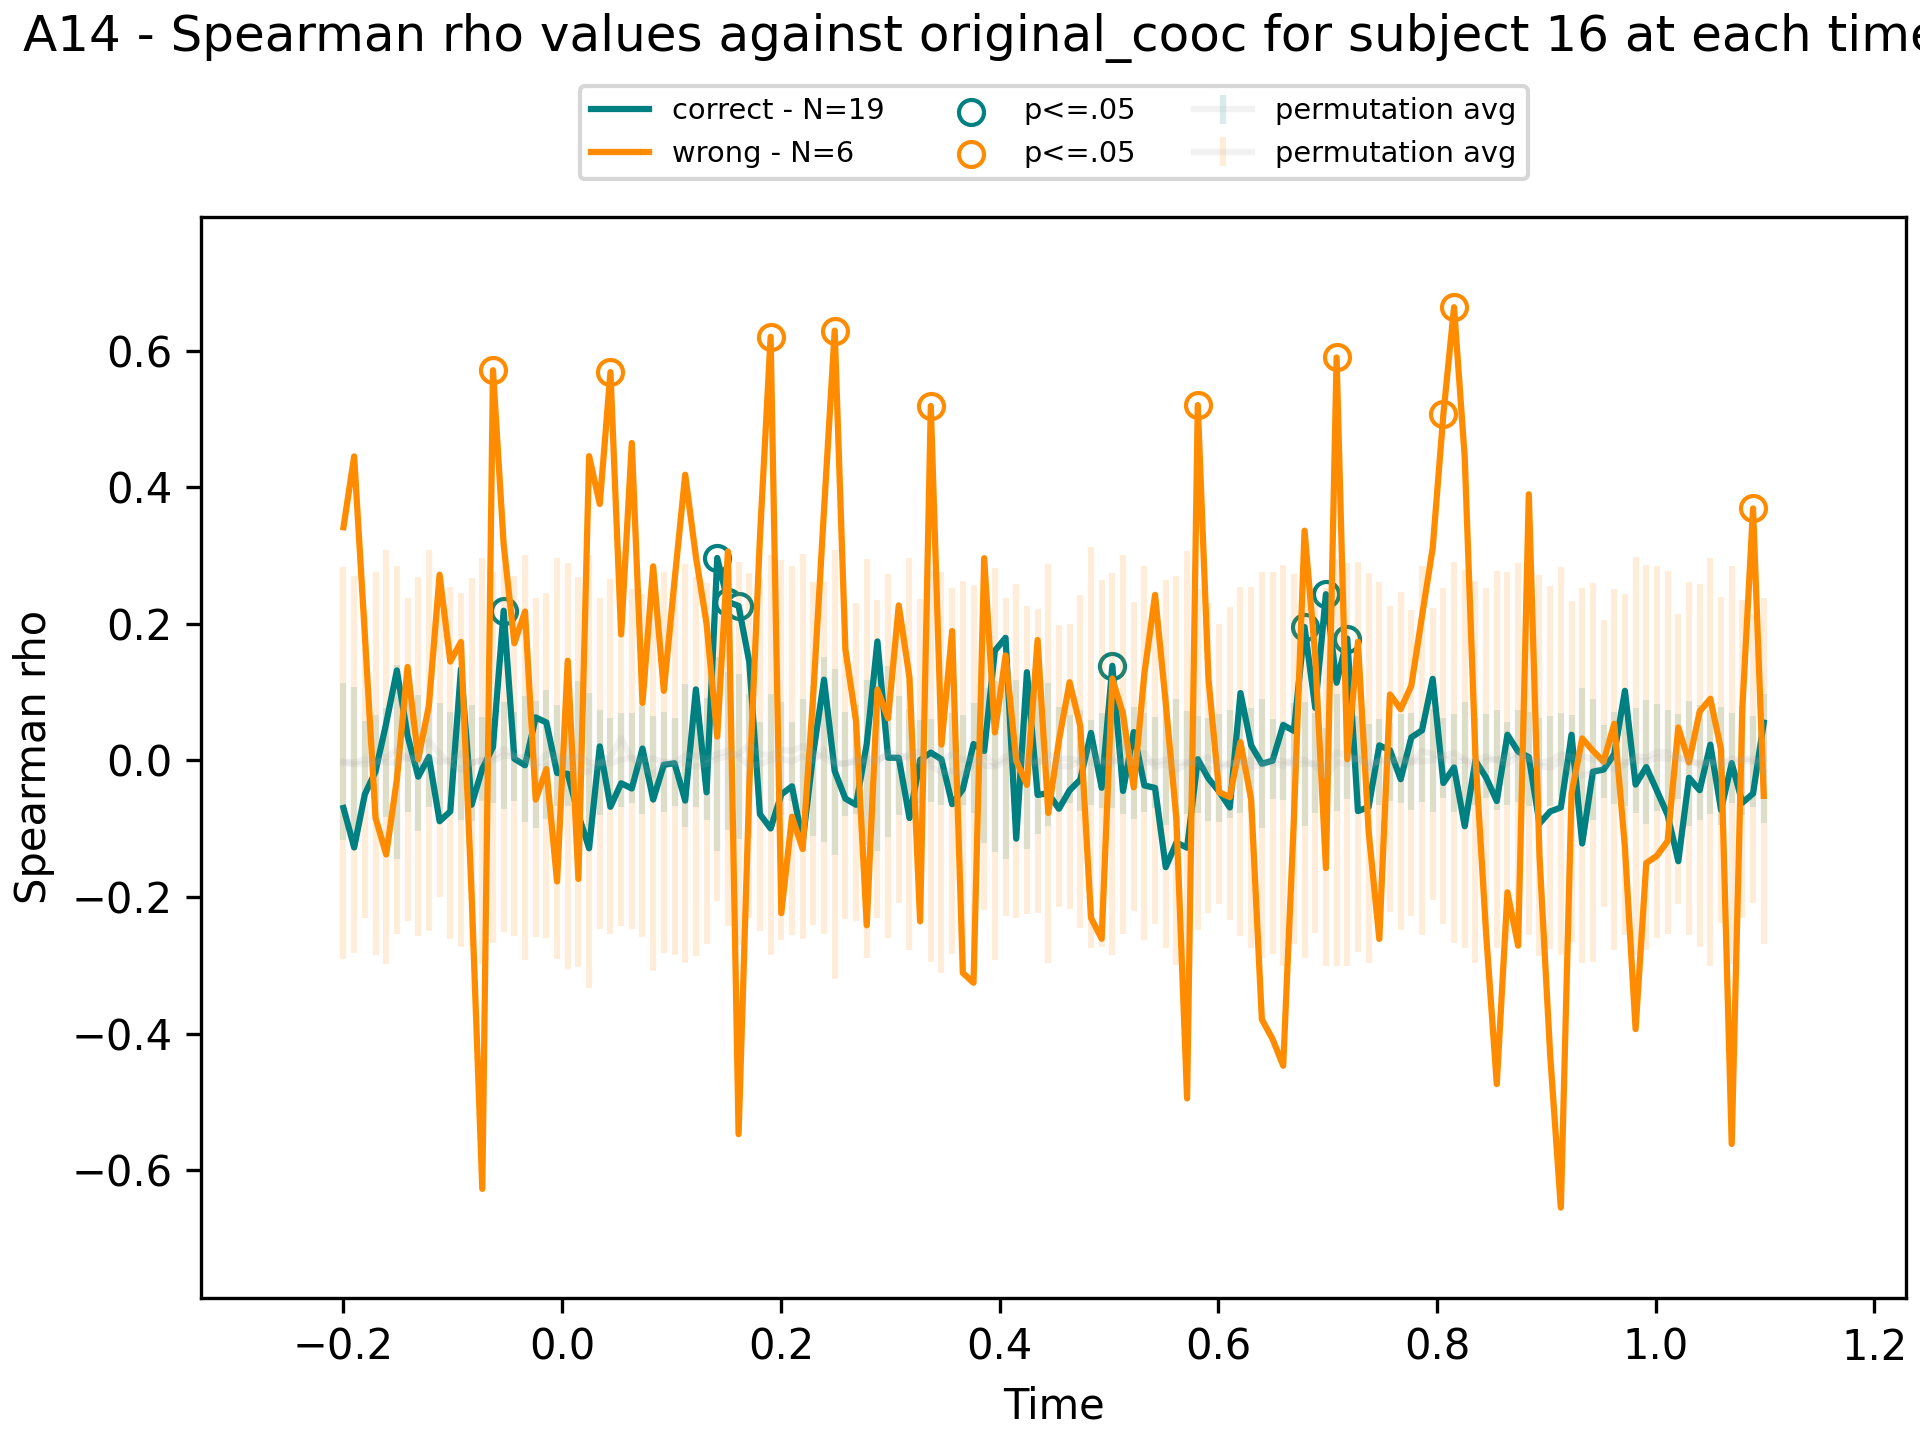 A14 - Spearman rho values against original_cooc for subject 16 at each time
correct - N=19
wrong - N=6
p<=.05
p<=.05
permutation avg
permutation avg
Spearman rho
0.6
0.4
0.2
0.0
−0.2
−0.4
−0.6
−0.2
0.0
0.2
0.4
0.6
0.8
1.0
1.2
Time